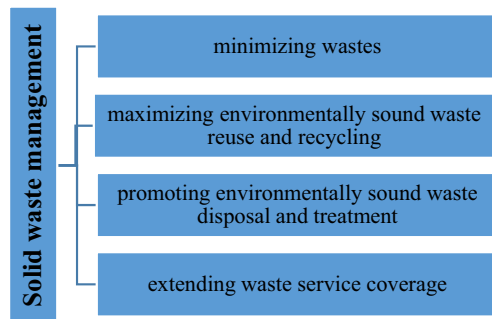 Solid waste management
minimizing wastes
maximizing environmentally sound waste
reuse and recycling
promoting environmentally sound waste
disposal and treatment
extending waste service coverage